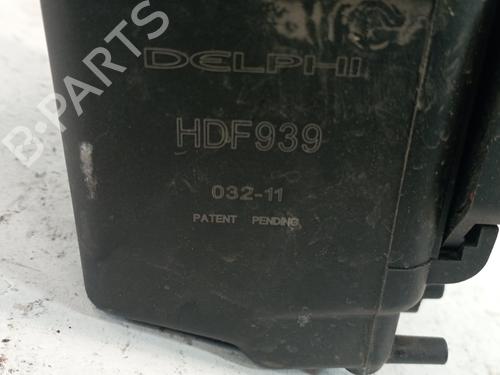 DELPHI
HDF939
032-11
PATENT PENDING
B-PARTS